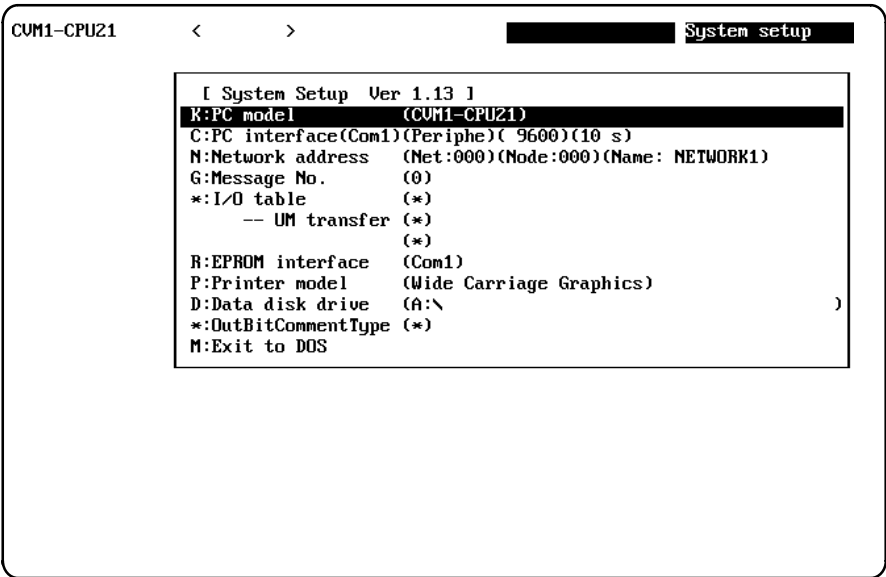 CVM1-CPU21 < > System setup
[ System Setup Ver 1.13 ]
K:PC model (CVM1-CPU21)
C:PC interface(Com1)(Periphe)( 9600)(10 s)
N:Network address (Net:000)(Node:000)(Name: NETWORK1)
G:Message No. (0)
*:I/O table (*)
-- UM transfer (*)
(*)
R:EPROM interface (Com1)
P:Printer model (Wide Carriage Graphics)
D:Data disk drive (A:\ )
*:OutBitCommentType (*)
M:Exit to DOS